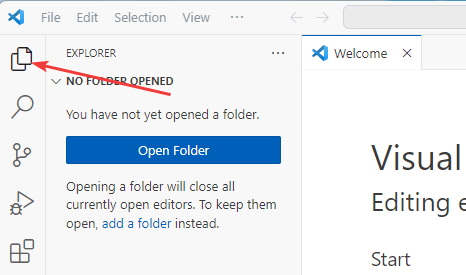 File Edit Selection View ···
EXPLORER ···
Welcome
NO FOLDER OPENED
You have not yet opened a folder.
Open Folder
Opening a folder will close all
currently open editors. To keep them
open, add a folder instead.
Visual
Editing e
Start